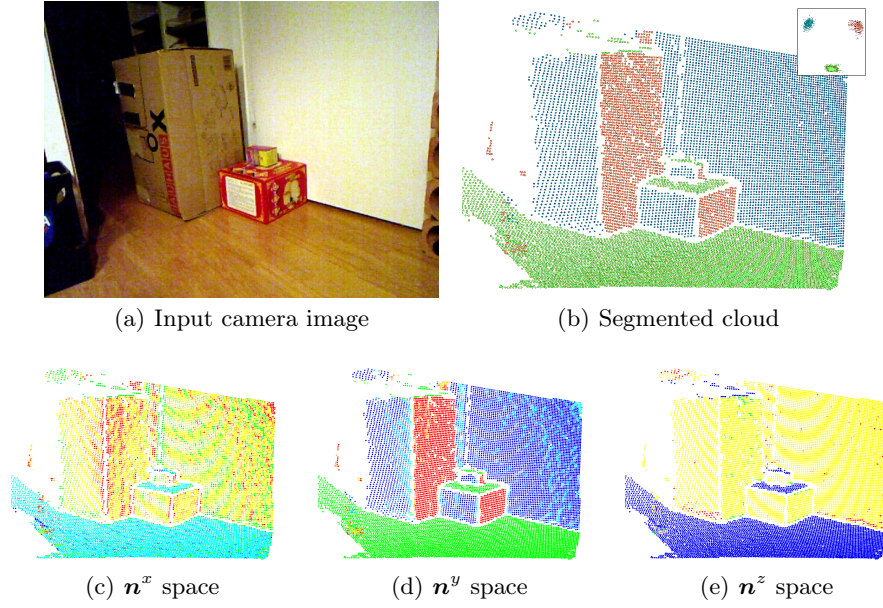 (a) Input camera image
(b) Segmented cloud
(c) n^x space
(d) n^y space
(e) n^z space